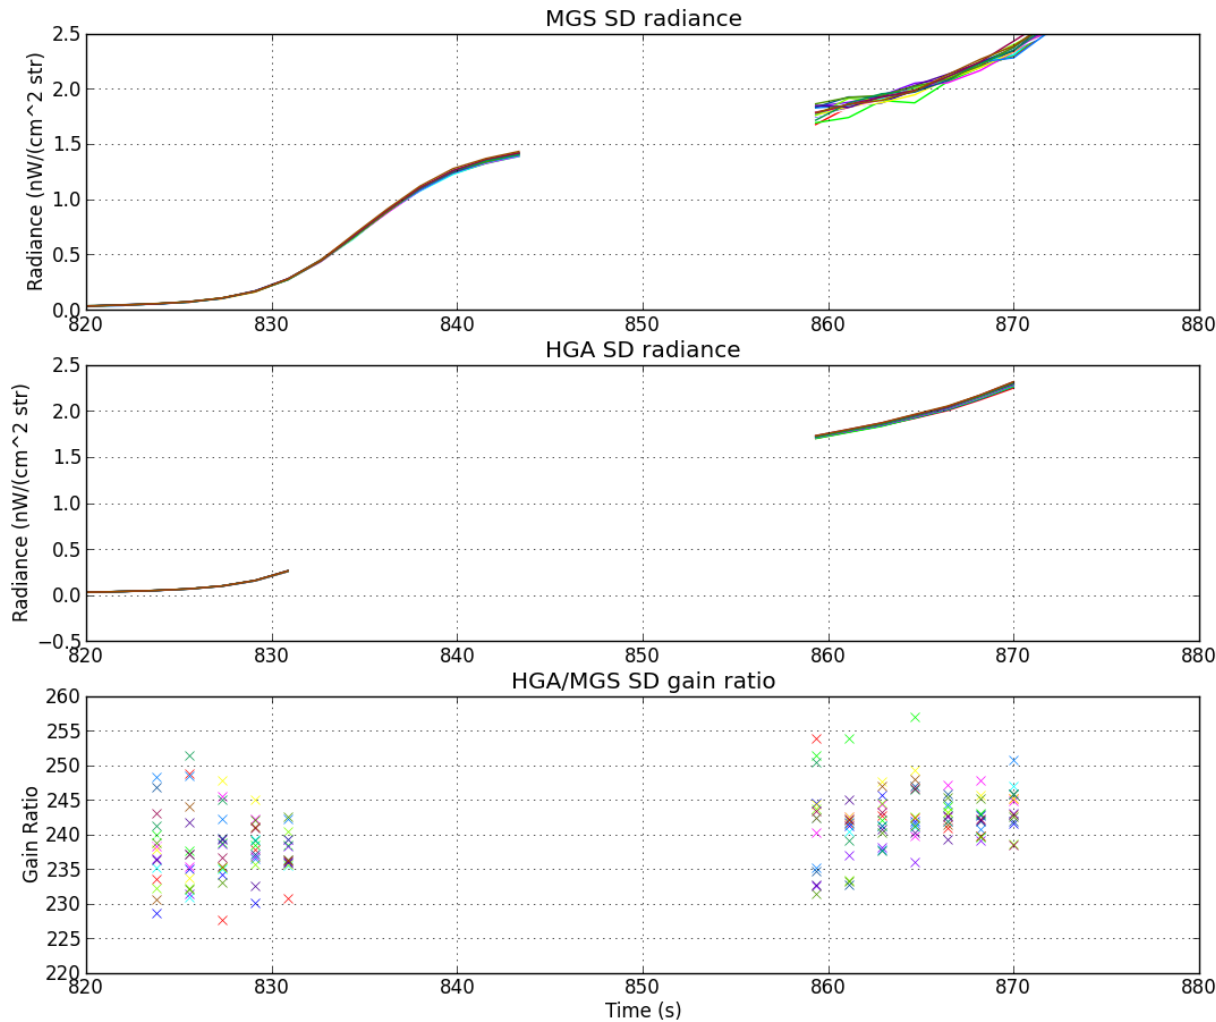 MGS SD radiance
Radiance (nW/(cm^2 str)
2.5
2.0
1.5
1.0
0.5
0.0
820 830 840 850 860 870 880
HGA SD radiance
Radiance (nW/(cm^2 str)
2.5
2.0
1.5
1.0
0.5
0.0
−0.5
820 830 840 850 860 870 880
HGA/MGS SD gain ratio
Gain Ratio
260
255
250
245
240
235
230
225
220
820 830 840 850 860 870 880
Time (s)